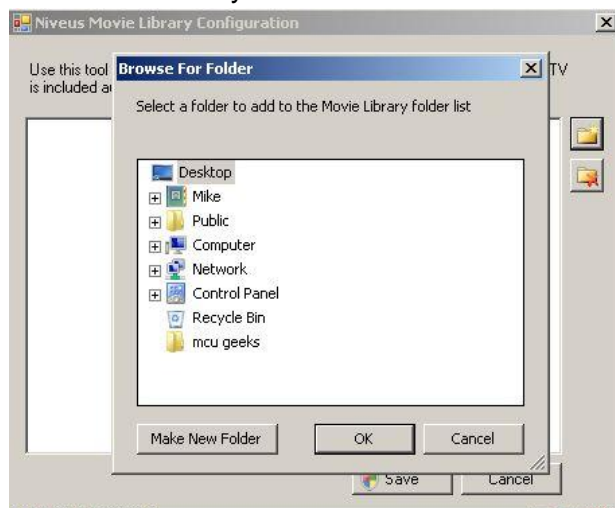 Niveus Movie Library Configuration
Use this tool
TV
is included au
Browse For Folder
Select a folder to add to the Movie Library folder list
Desktop
Mike
Public
Computer
Network
Control Panel
Recycle Bin
mcu geeks
Make New Folder
OK
Cancel
Save
Cancel